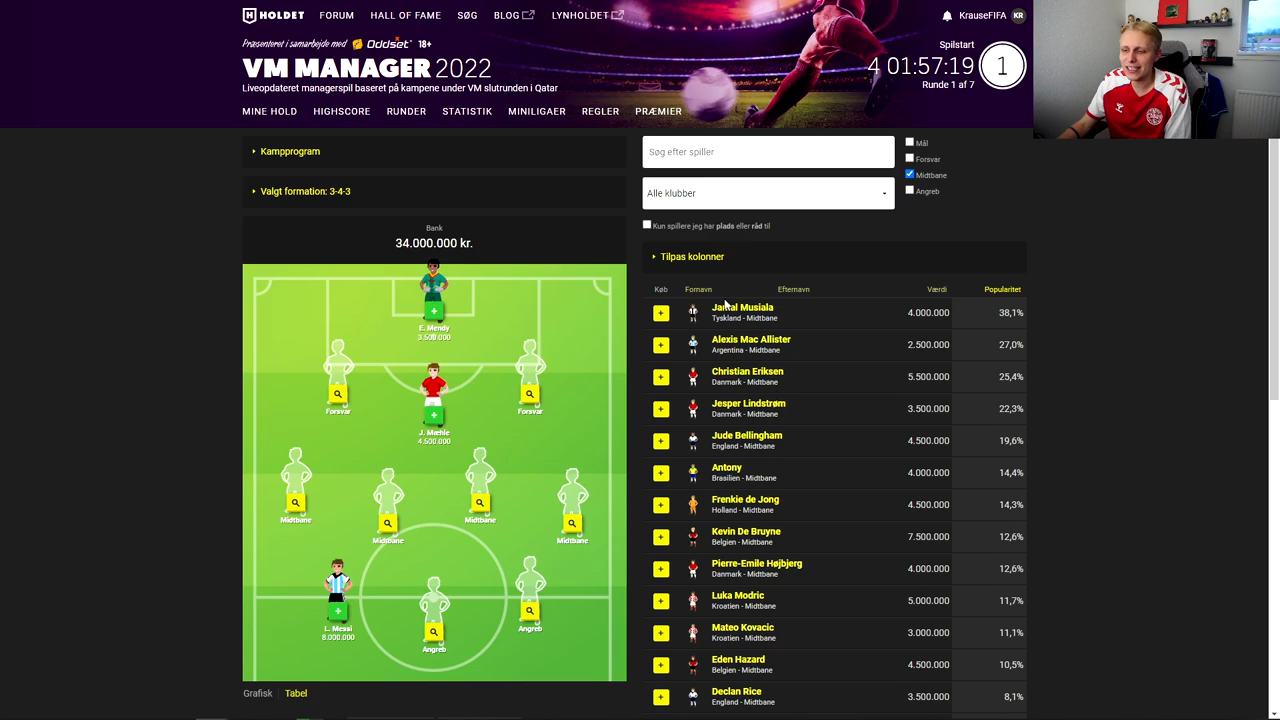 HOLDET
FORUM
HALL OF FAME
SØG
BLOG
LYNHOLDET
KrauseFIFA
KR
Præsenteret i samarbejde med Oddset 18+
VM MANAGER 2022
Liveopdateret managerspil baseret på kampene under VM slutrunden i Qatar
Spilstart
4 01:57:19
1
Runde 1 af 7
MINE HOLD
HIGHSCORE
RUNDER
STATISTIK
MINILIGAER
REGLER
PRÆMIER
Kampprogram
Valgt formation: 3-4-3
Bank
34.000.000 kr.
E. Mendy
3.500.000
Forsvar
J. Mæhle
4.500.000
Forsvar
Midtbane
Midtbane
Midtbane
Midtbane
L. Messi
8.000.000
Angreb
Angreb
Grafisk
Tabel
Søg efter spiller
Alle klubber
Mål
Forsvar
Midtbane
Angreb
Kun spillere jeg har plads eller råd til
Tilpas kolonner
Køb Fornavn Efternavn Værdi Popularitet
Jamal Musiala 4.000.000 38,1%
Tyskland - Midtbane
Alexis Mac Allister 2.500.000 27,0%
Argentina - Midtbane
Christian Eriksen 5.500.000 25,4%
Danmark - Midtbane
Jesper Lindstrøm 3.500.000 22,3%
Danmark - Midtbane
Jude Bellingham 4.500.000 19,6%
England - Midtbane
Antony 4.000.000 14,4%
Brasilien - Midtbane
Frenkie de Jong 4.500.000 14,3%
Holland - Midtbane
Kevin De Bruyne 7.500.000 12,6%
Belgien - Midtbane
Pierre-Emile Højbjerg 4.000.000 12,6%
Danmark - Midtbane
Luka Modric 5.000.000 11,7%
Kroatien - Midtbane
Mateo Kovacic 3.000.000 11,1%
Kroatien - Midtbane
Eden Hazard 4.500.000 10,5%
Belgien - Midtbane
Declan Rice 3.500.000 8,1%
England - Midtbane